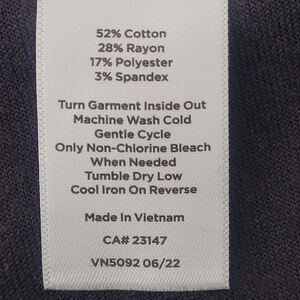 52% Cotton
28% Rayon
17% Polyester
3% Spandex
Turn Garment Inside Out
Machine Wash Cold
Gentle Cycle
Only Non-Chlorine Bleach
When Needed
Tumble Dry Low
Cool Iron On Reverse
Made In Vietnam
CA# 23147
VN5092 06/22